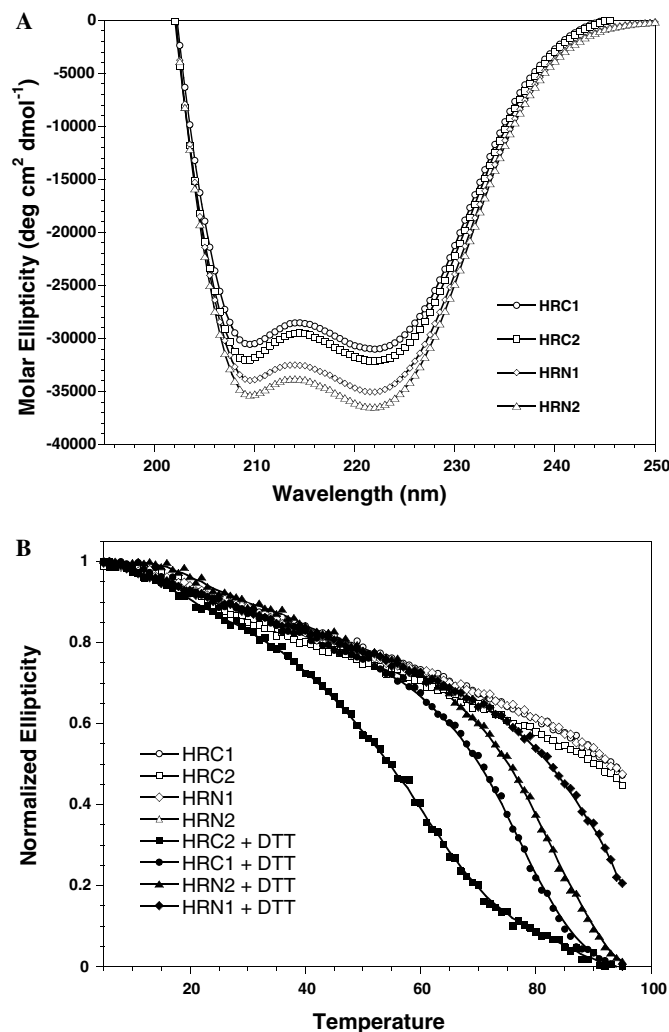 A
Molar Ellipticity (deg cm² dmol⁻¹)
0
-5000
-10000
-15000
-20000
-25000
-30000
-35000
-40000
HRC1
HRC2
HRN1
HRN2
200
210
220
230
240
250
Wavelength (nm)
B
Normalized Ellipticity
1
0.8
0.6
0.4
0.2
0
HRC1
HRC2
HRN1
HRN2
HRC2 + DTT
HRC1 + DTT
HRN2 + DTT
HRN1 + DTT
20
40
60
80
100
Temperature